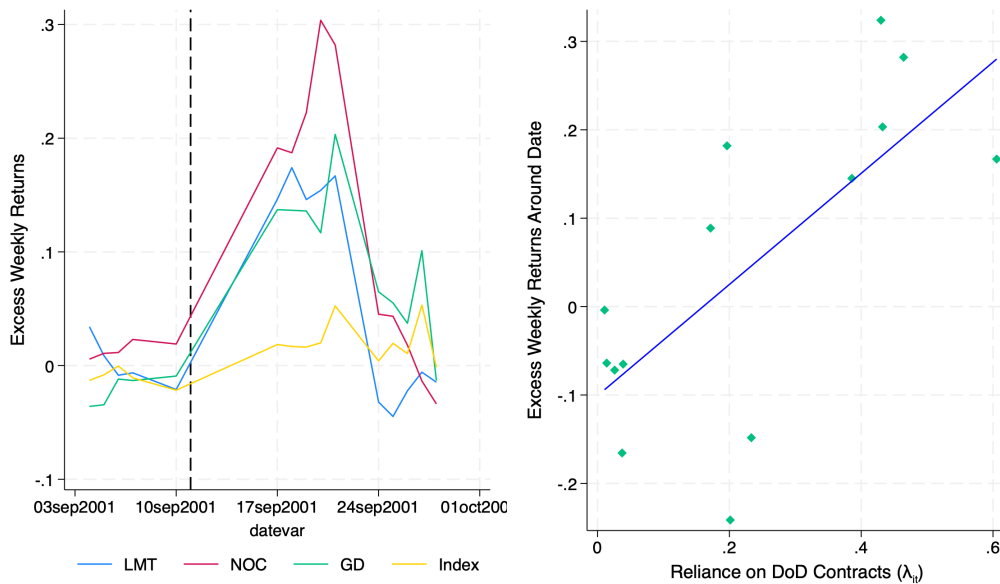 Excess Weekly Returns
.3
.2
.1
0
-.1
03sep2001 10sep2001 17sep2001 24sep2001 01oct200
datevar
LMT NOC GD Index
Excess Weekly Returns Around Date
.3
.2
.1
0
-.1
-.2
0 .2 .4 .6
Reliance on DoD Contracts (λ